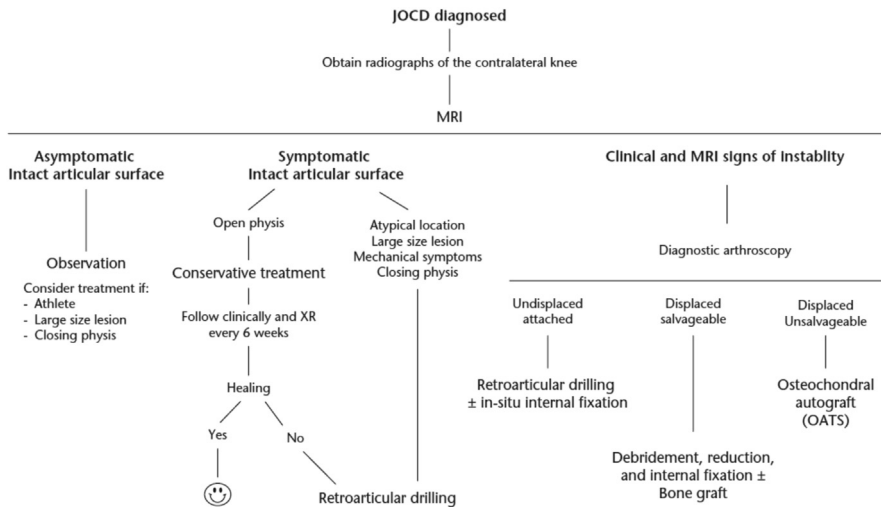 JOCD diagnosed
Obtain radiographs of the contralateral knee
MRI
Asymptomatic
Intact articular surface
Observation
Consider treatment if:
- Athlete
- Large size lesion
- Closing physis
Symptomatic
Intact articular surface
Open physis
Conservative treatment
Follow clinically and XR
every 6 weeks
Healing
Yes
No
Atypical location
Large size lesion
Mechanical symptoms
Closing physis
Retroarticular drilling
Clinical and MRI signs of instablity
Diagnostic arthroscopy
Undisplaced
attached
Retroarticular drilling
± in-situ internal fixation
Displaced
salvageable
Debridement, reduction,
and internal fixation ±
Bone graft
Displaced
Unsalvageable
Osteochondral
autograft
(OATS)